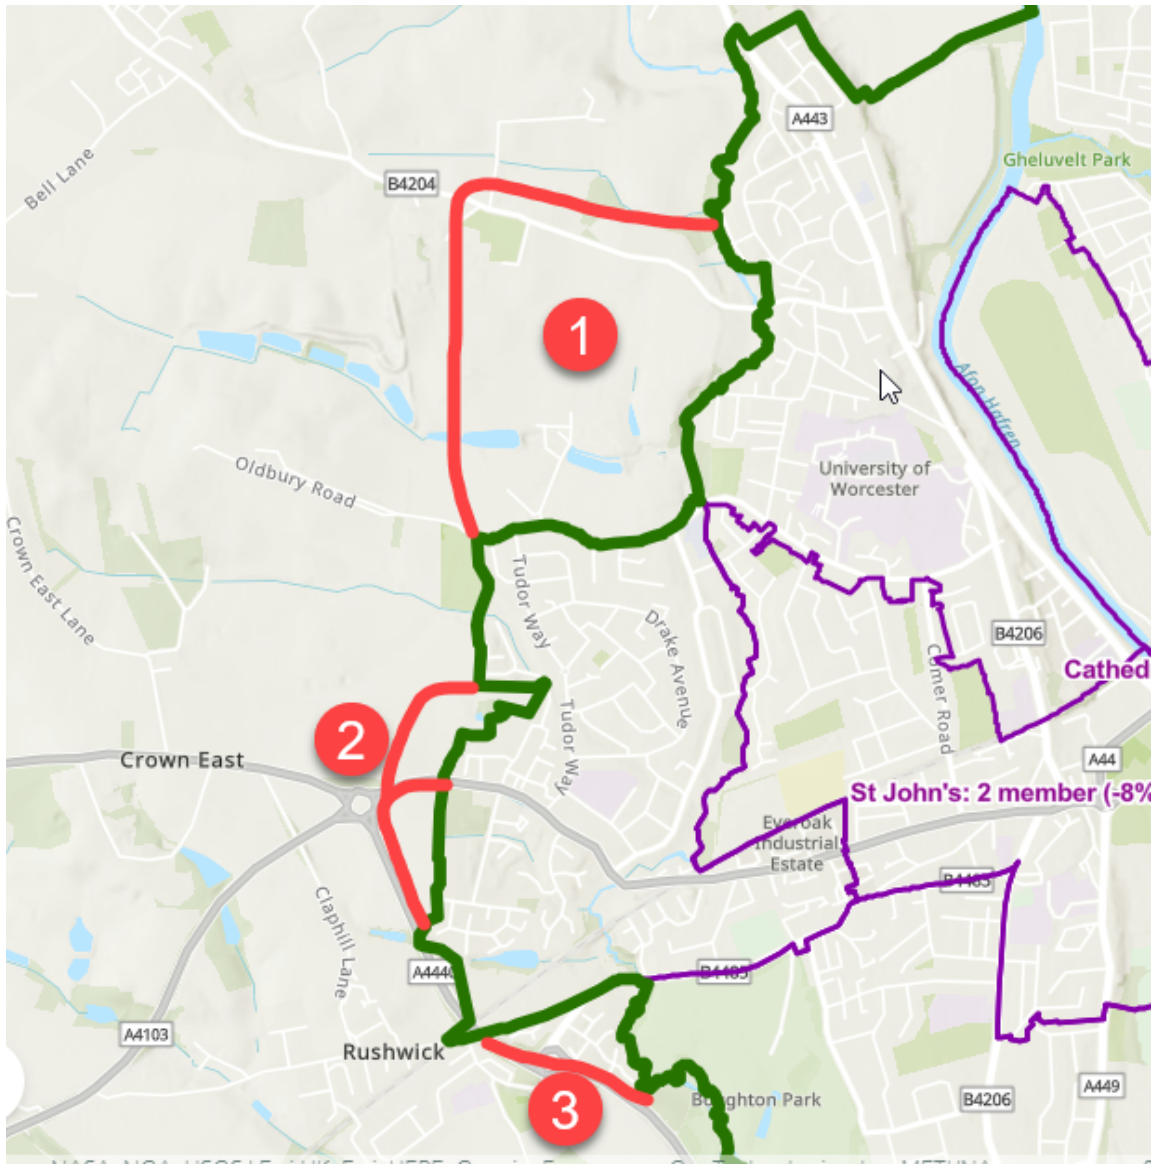 A443
Gheluvelt Park
Bell Lane
B4204
1
Afon Hafren
University of
Worcester
Oldbury Road
Crown East Lane
Tudor Way
Drake Avenue
B4206
Comer Road
Cathed
2
Tudor Way
Crown East
A44
St John's: 2 member (-8%
Everoak
Industrial
Estate
B4485
Claphill Lane
A4440
B4485
A4103
Rushwick
3
Boughton Park
B4206
A449